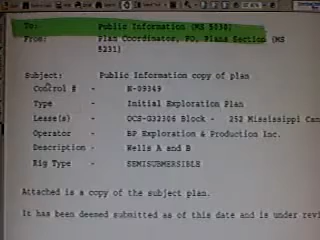 To: Public Information (MS 5030)
From: Plan Coordinator, FO, Plans Section (MS
5231)
Subject: Public Information copy of plan
Control # - N-09349
Type - Initial Exploration Plan
Lease(s) - OCS-G32306 Block - 252 Mississippi Can
Operator - BP Exploration & Production Inc.
Description - Wells A and B
Rig Type - SEMISUBMERSIBLE
Attached is a copy of the subject plan.
It has been deemed submitted as of this date and is under revi